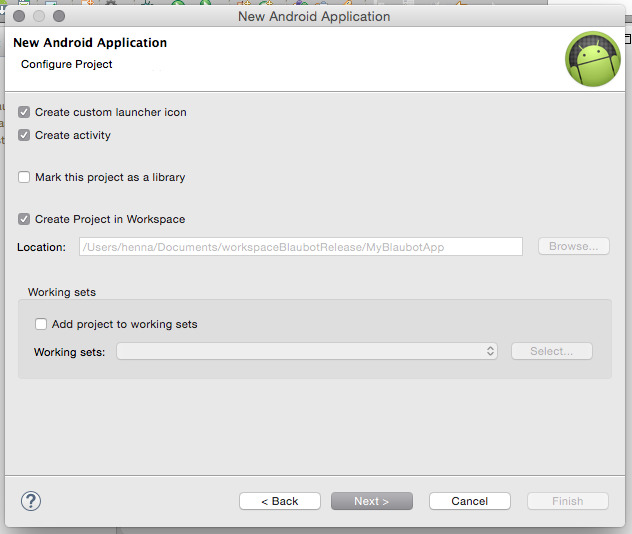 New Android Application
New Android Application
Configure Project
Create custom launcher icon
Create activity
Mark this project as a library
Create Project in Workspace
Location: /Users/henna/Documents/workspaceBlaubotRelease/MyBlaubotApp Browse...
Working sets
Add project to working sets
Working sets: Select...
? < Back Next > Cancel Finish